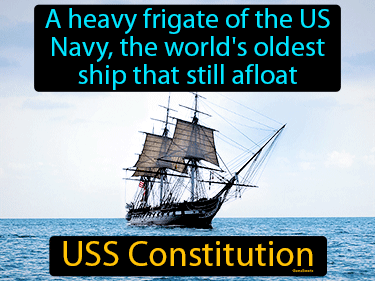 A heavy frigate of the US
Navy, the world's oldest
ship that still afloat
USS Constitution